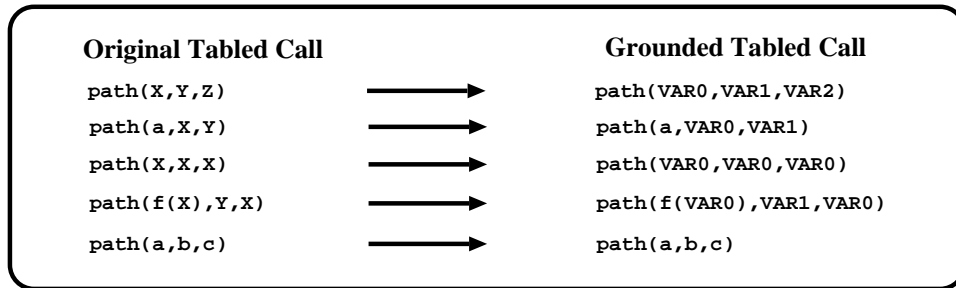 Original Tabled Call Grounded Tabled Call
path(X,Y,Z) path(VAR0,VAR1,VAR2)
path(a,X,Y) path(a,VAR0,VAR1)
path(X,X,X) path(VAR0,VAR0,VAR0)
path(f(X),Y,X) path(f(VAR0),VAR1,VAR0)
path(a,b,c) path(a,b,c)